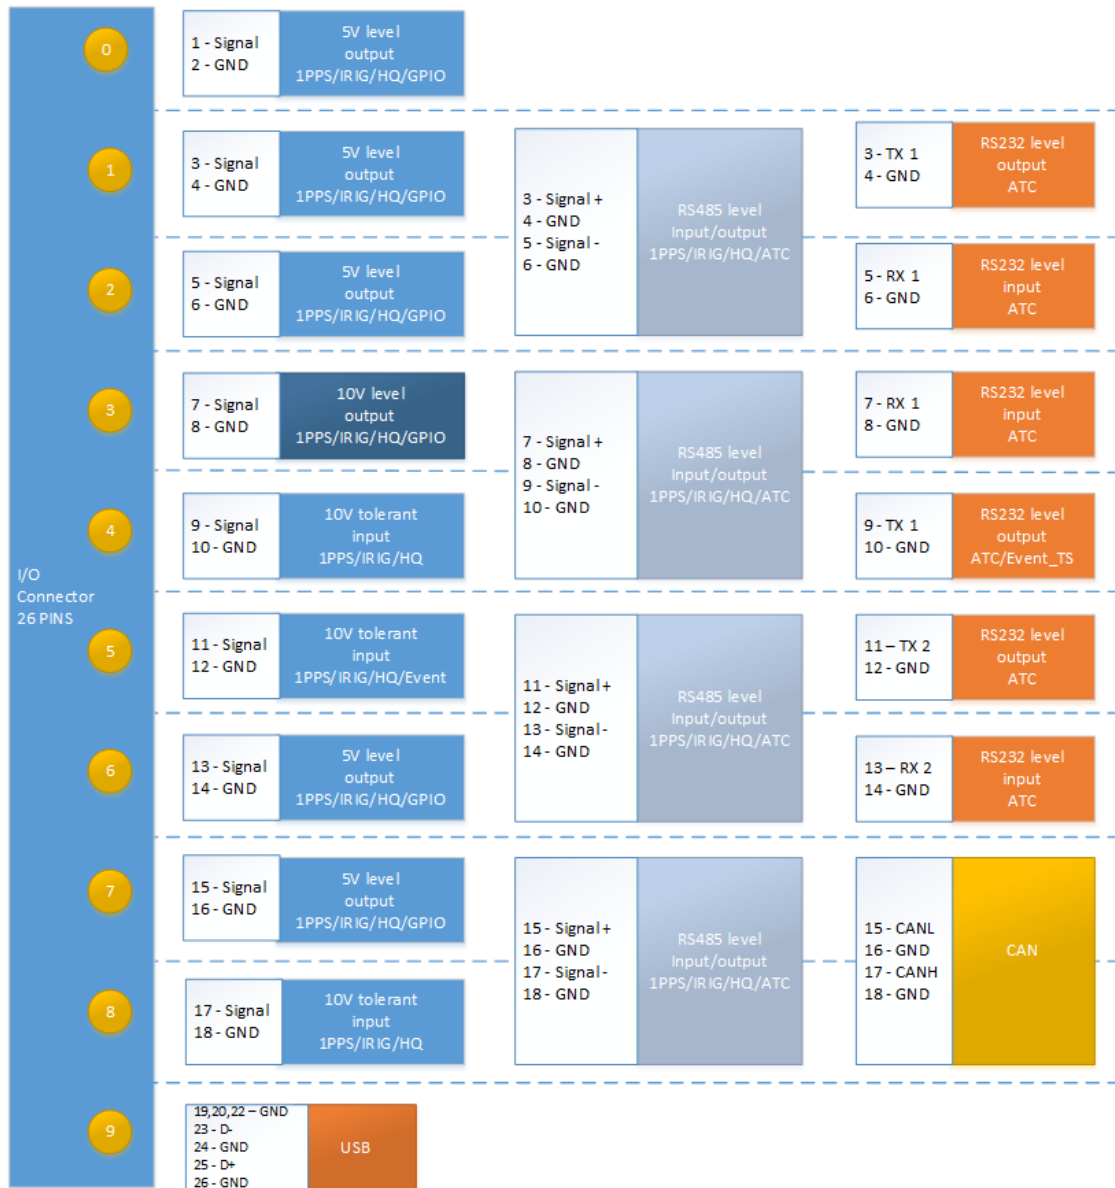 0
1 - Signal
2 - GND
5V level
output
1PPS/IRIG/HQ/GPIO
1
3 - Signal
4 - GND
5V level
output
1PPS/IRIG/HQ/GPIO
3 - Signal +
4 - GND
5 - Signal -
6 - GND
RS485 level
Input/output
1PPS/IRIG/HQ/ATC
3 - TX 1
4 - GND
RS232 level
output
ATC
2
5 - Signal
6 - GND
5V level
output
1PPS/IRIG/HQ/GPIO
5 - RX 1
6 - GND
RS232 level
input
ATC
3
7 - Signal
8 - GND
10V level
output
1PPS/IRIG/HQ/GPIO
7 - Signal +
8 - GND
9 - Signal -
10 - GND
RS485 level
Input/output
1PPS/IRIG/HQ/ATC
7 - RX 1
8 - GND
RS232 level
input
ATC
4
9 - Signal
10 - GND
10V tolerant
input
1PPS/IRIG/HQ
9 - TX 1
10 - GND
RS232 level
output
ATC/Event_TS
I/O
Connector
26 PINS
5
11 - Signal
12 - GND
10V tolerant
input
1PPS/IRIG/HQ/Event
11 - Signal +
12 - GND
13 - Signal -
14 - GND
RS485 level
Input/output
1PPS/IRIG/HQ/ATC
11 – TX 2
12 - GND
RS232 level
output
ATC
6
13 - Signal
14 - GND
5V level
output
1PPS/IRIG/HQ/GPIO
13 – RX 2
14 - GND
RS232 level
input
ATC
7
15 - Signal
16 - GND
5V level
output
1PPS/IRIG/HQ/GPIO
15 - Signal +
16 - GND
17 - Signal -
18 - GND
RS485 level
Input/output
1PPS/IRIG/HQ/ATC
15 - CANL
16 - GND
17 - CANH
18 - GND
CAN
8
17 - Signal
18 - GND
10V tolerant
input
1PPS/IRIG/HQ
9
19,20,22 – GND
23 - D-
24 - GND
25 - D+
26 - GND
USB